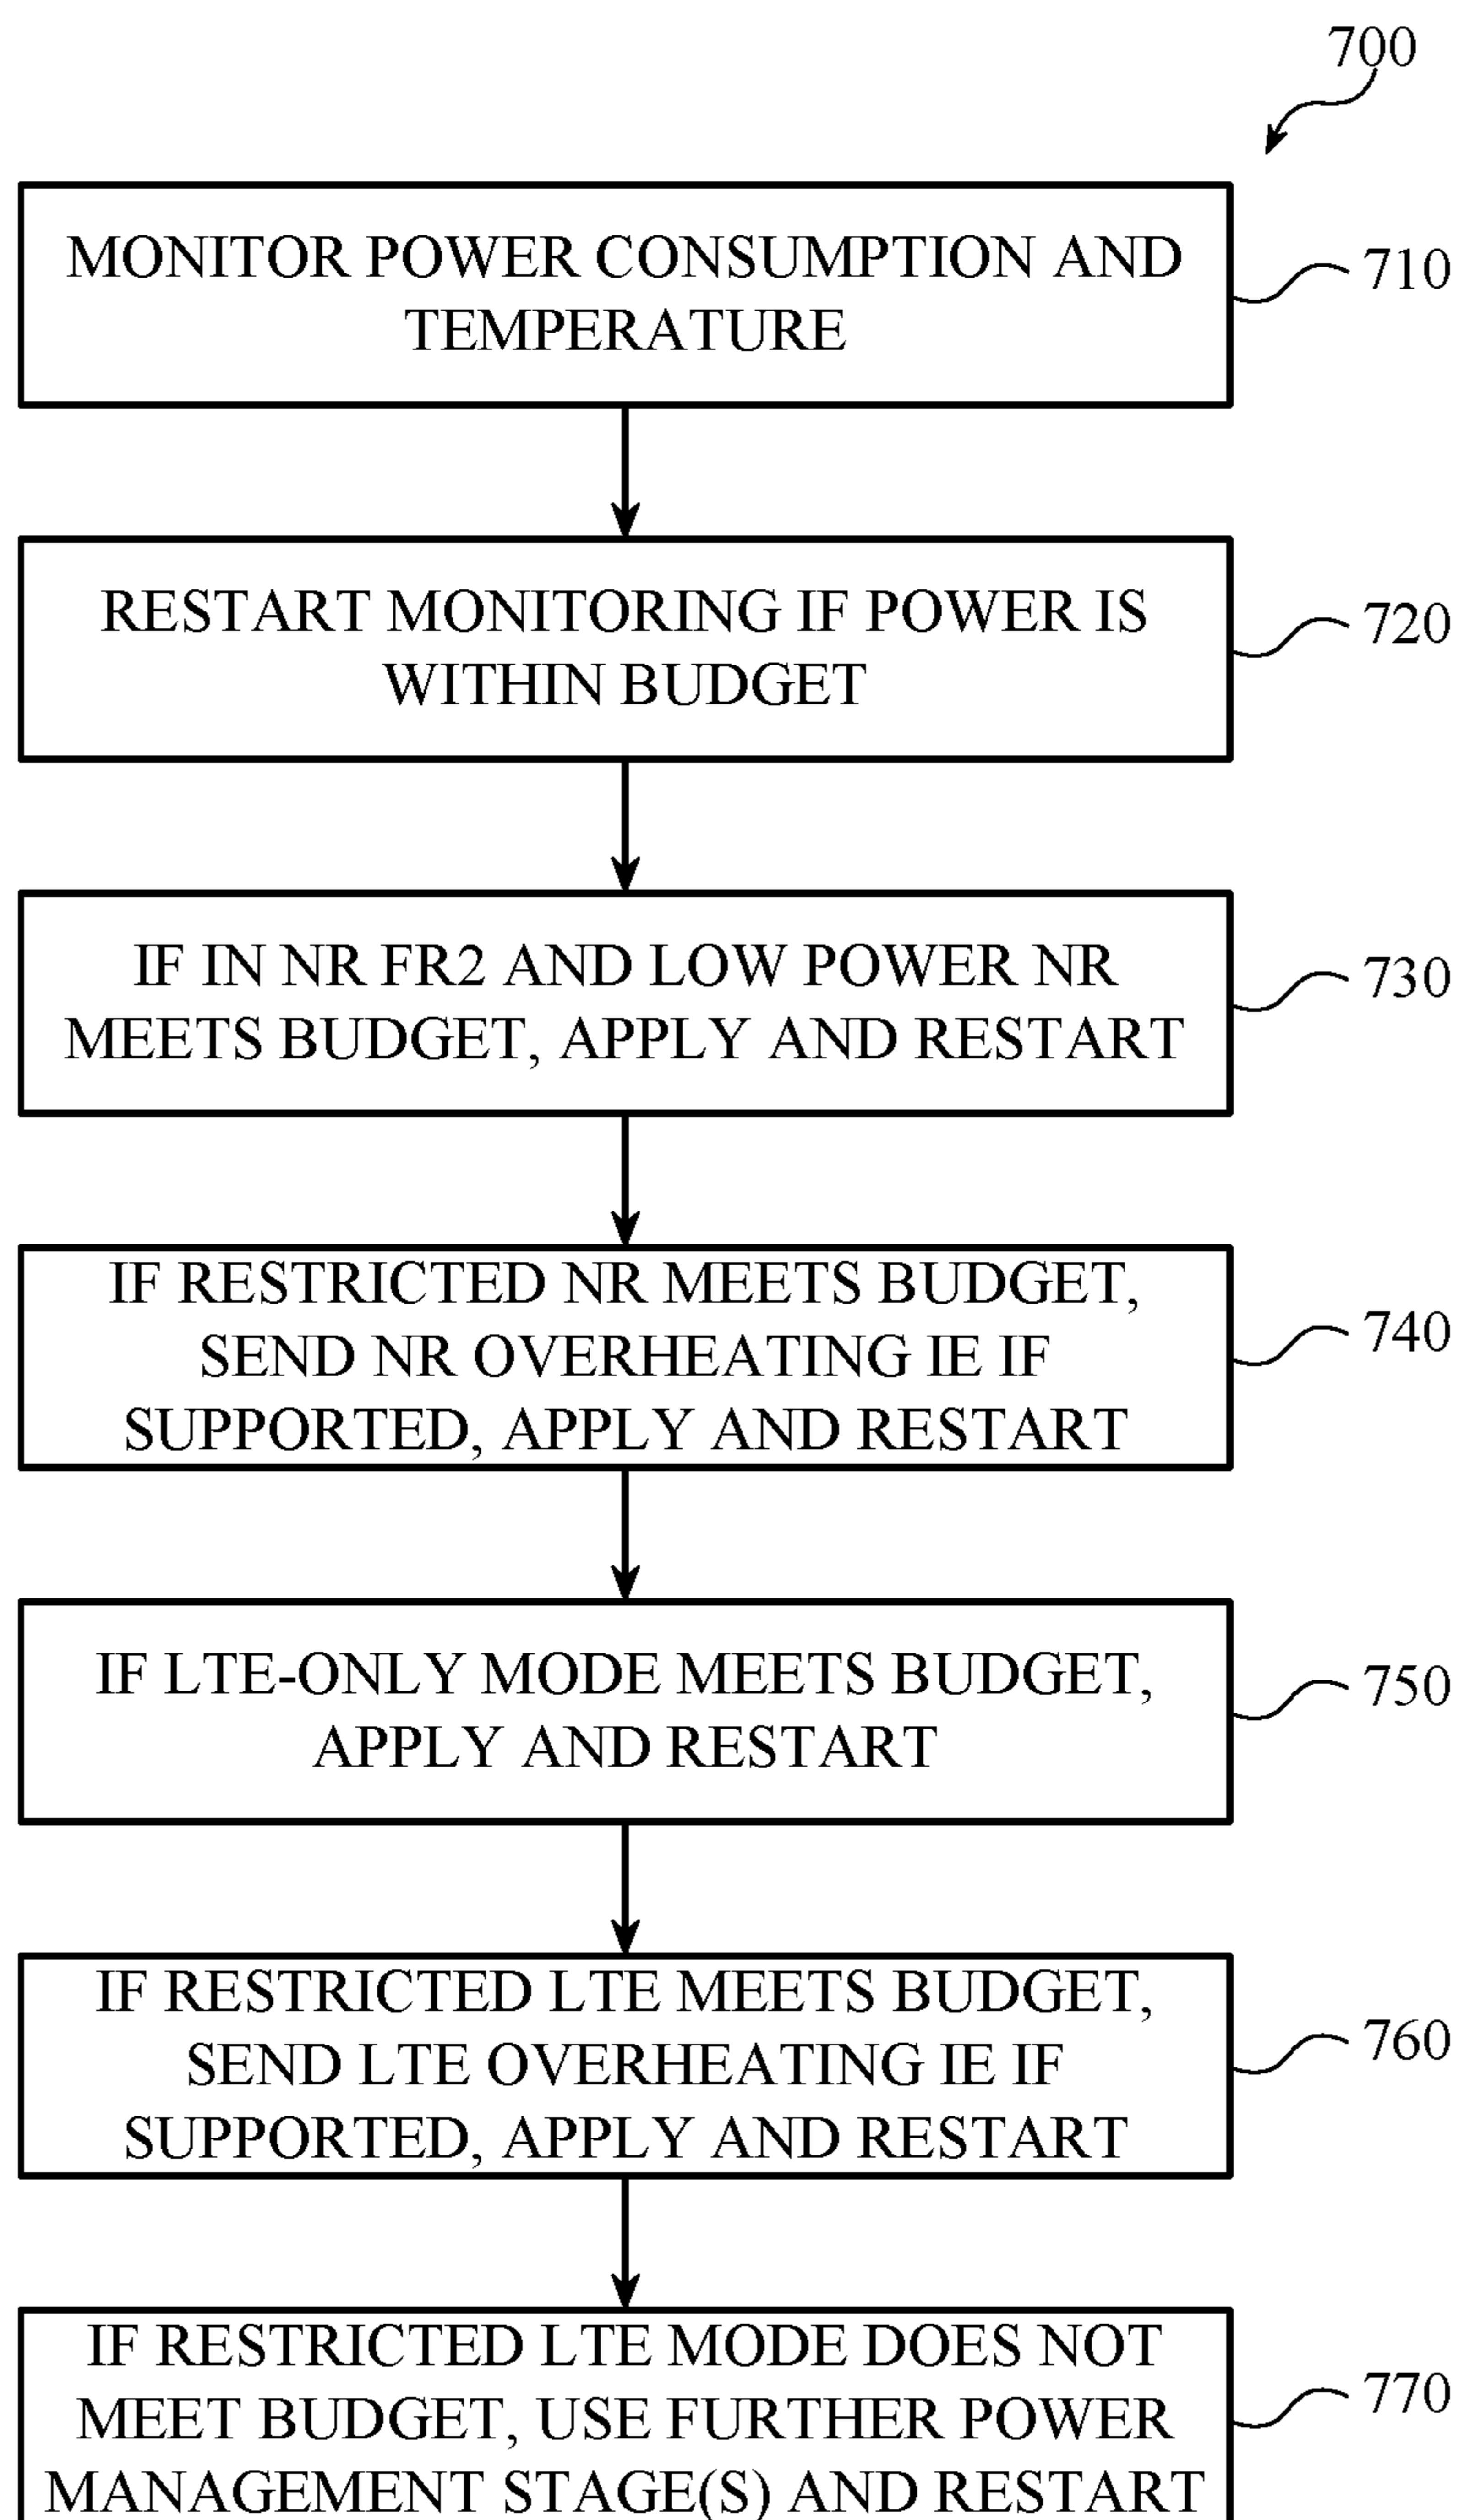 700
MONITOR POWER CONSUMPTION AND
TEMPERATURE
710
RESTART MONITORING IF POWER IS
WITHIN BUDGET
720
IF IN NR FR2 AND LOW POWER NR
MEETS BUDGET, APPLY AND RESTART
730
IF RESTRICTED NR MEETS BUDGET,
SEND NR OVERHEATING IE IF
SUPPORTED, APPLY AND RESTART
740
IF LTE-ONLY MODE MEETS BUDGET,
APPLY AND RESTART
750
IF RESTRICTED LTE MEETS BUDGET,
SEND LTE OVERHEATING IE IF
SUPPORTED, APPLY AND RESTART
760
IF RESTRICTED LTE MODE DOES NOT
MEET BUDGET, USE FURTHER POWER
MANAGEMENT STAGE(S) AND RESTART
770